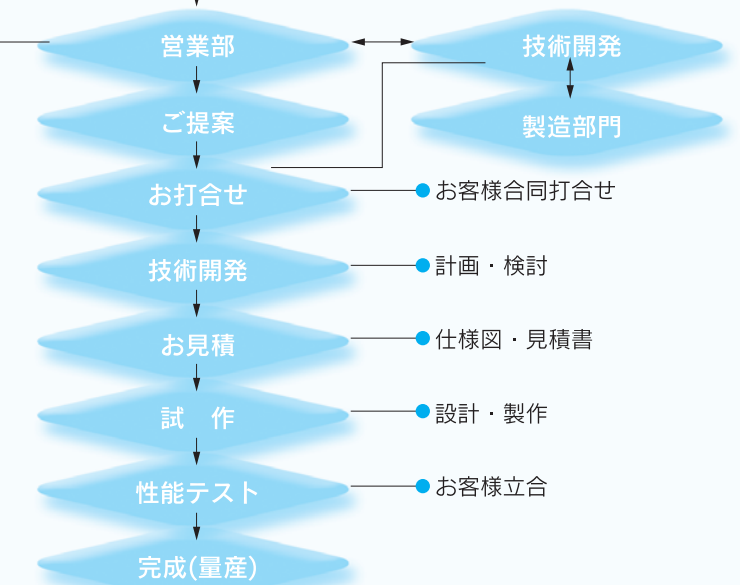 営業部
技術開発
ご提案
製造部門
お打合せ
お客様合同打合せ
技術開発
計画・検討
お見積
仕様図・見積書
試　作
設計・製作
性能テスト
お客様立合
完成(量産)